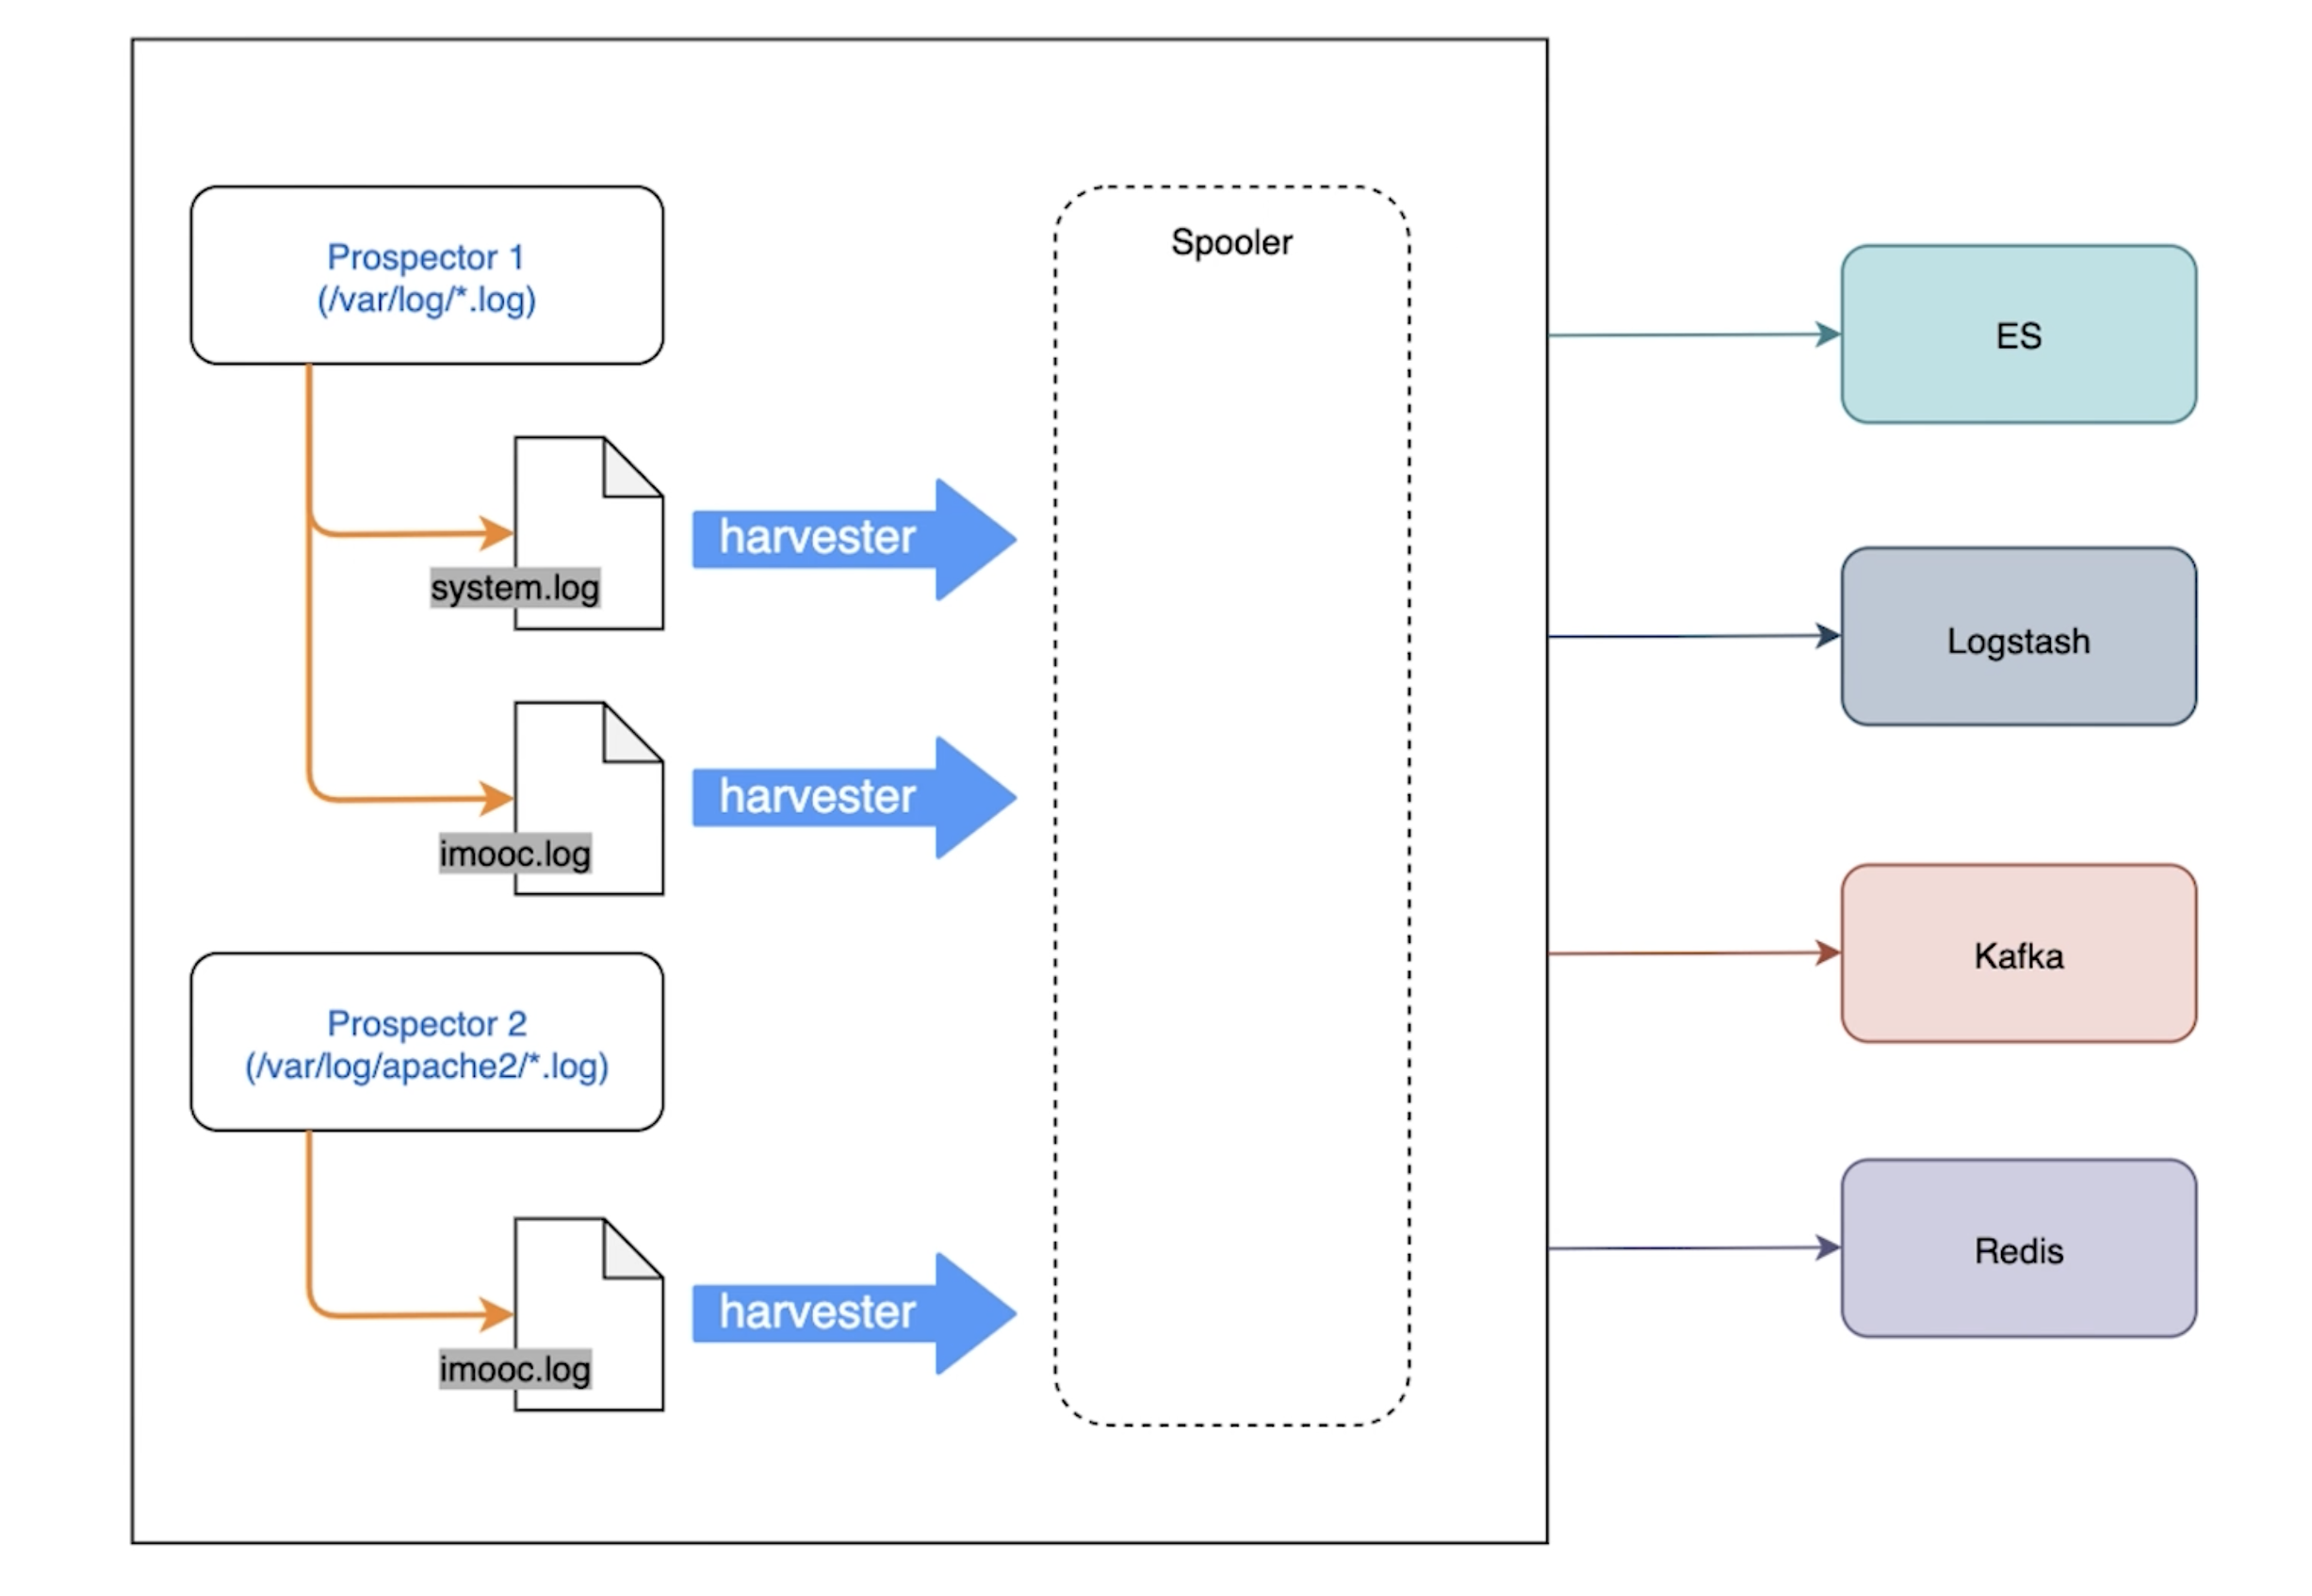 Prospector 1
(/var/log/*.log)
system.log
harvester
imooc.log
harvester
Prospector 2
(/var/log/apache2/*.log)
imooc.log
harvester
Spooler
ES
Logstash
Kafka
Redis